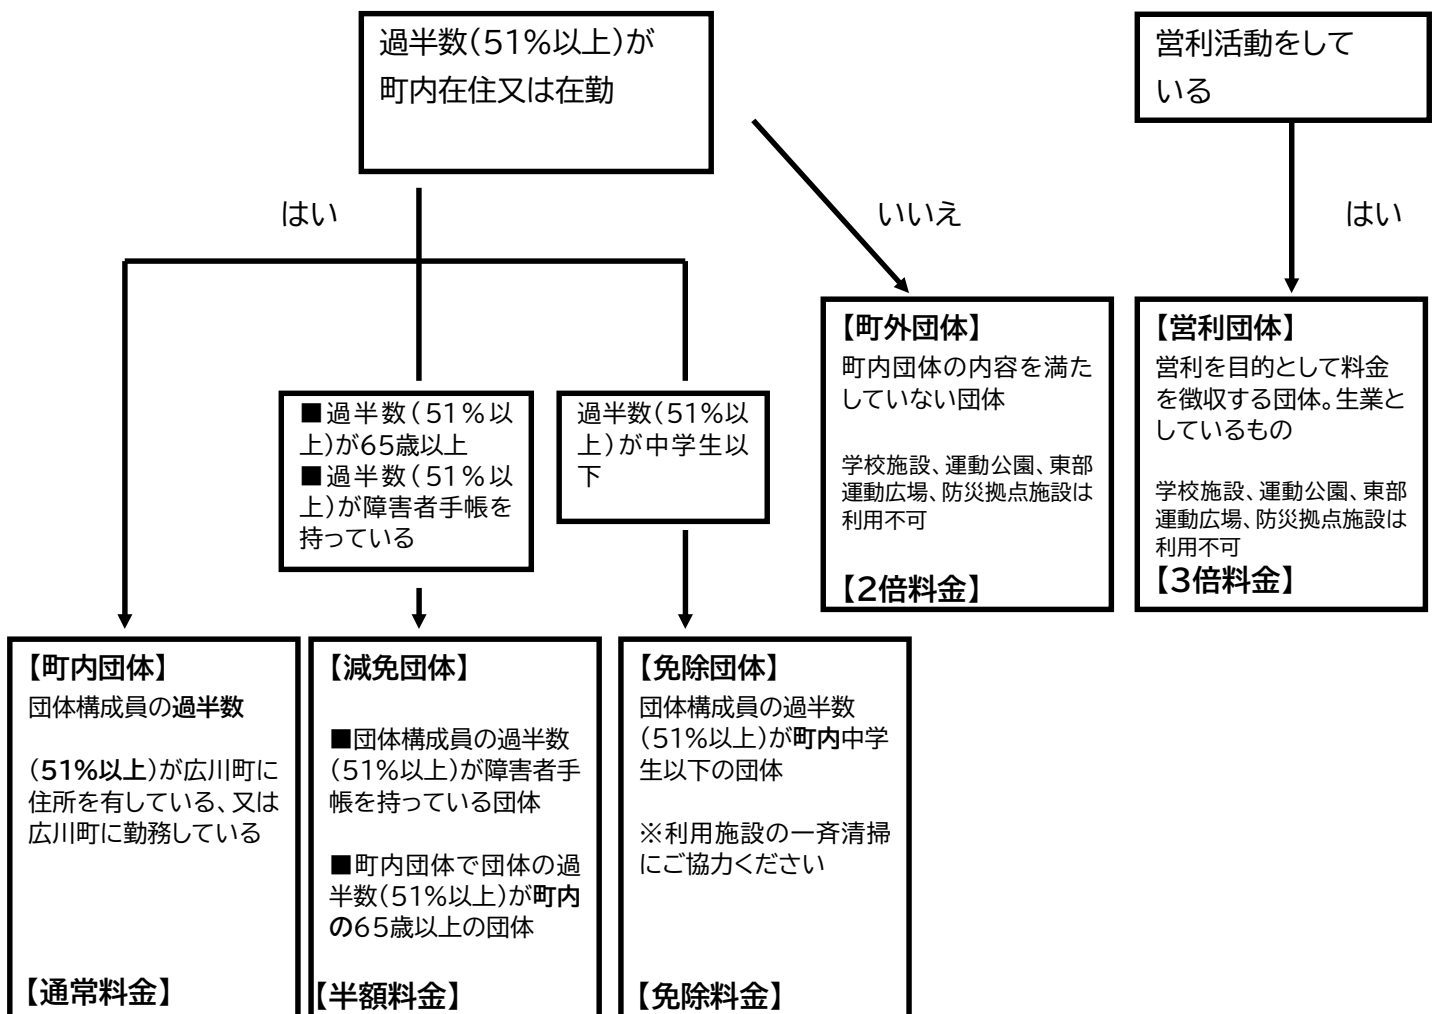 過半数(51%以上)が
町内在住又は在勤
営利活動をして
いる
はい
いいえ
はい
■過半数(51%以
上)が65歳以上
■過半数(51%以
上)が障害者手帳を
持っている
過半数(51%以
上)が中学生以
下
【町外団体】
町内団体の内容を満た
していない団体
学校施設、運動公園、東部
運動広場、防災拠点施設は
利用不可
【2倍料金】
【営利団体】
営利を目的として料金
を徴収する団体。生業と
しているもの
学校施設、運動公園、東部
運動広場、防災拠点施設は
利用不可
【3倍料金】
【町内団体】
団体構成員の過半数
(51%以上)が広川町に
住所を有している、又は
広川町に勤務している
【通常料金】
【減免団体】
■団体構成員の過半数
(51%以上)が障害者手
帳を持っている団体
■町内団体で団体の過
半数(51%以上)が町内
の65歳以上の団体
【半額料金】
【免除団体】
団体構成員の過半数
(51%以上)が町内中学
生以下の団体
※利用施設の一斉清掃
にご協力ください
【免除料金】